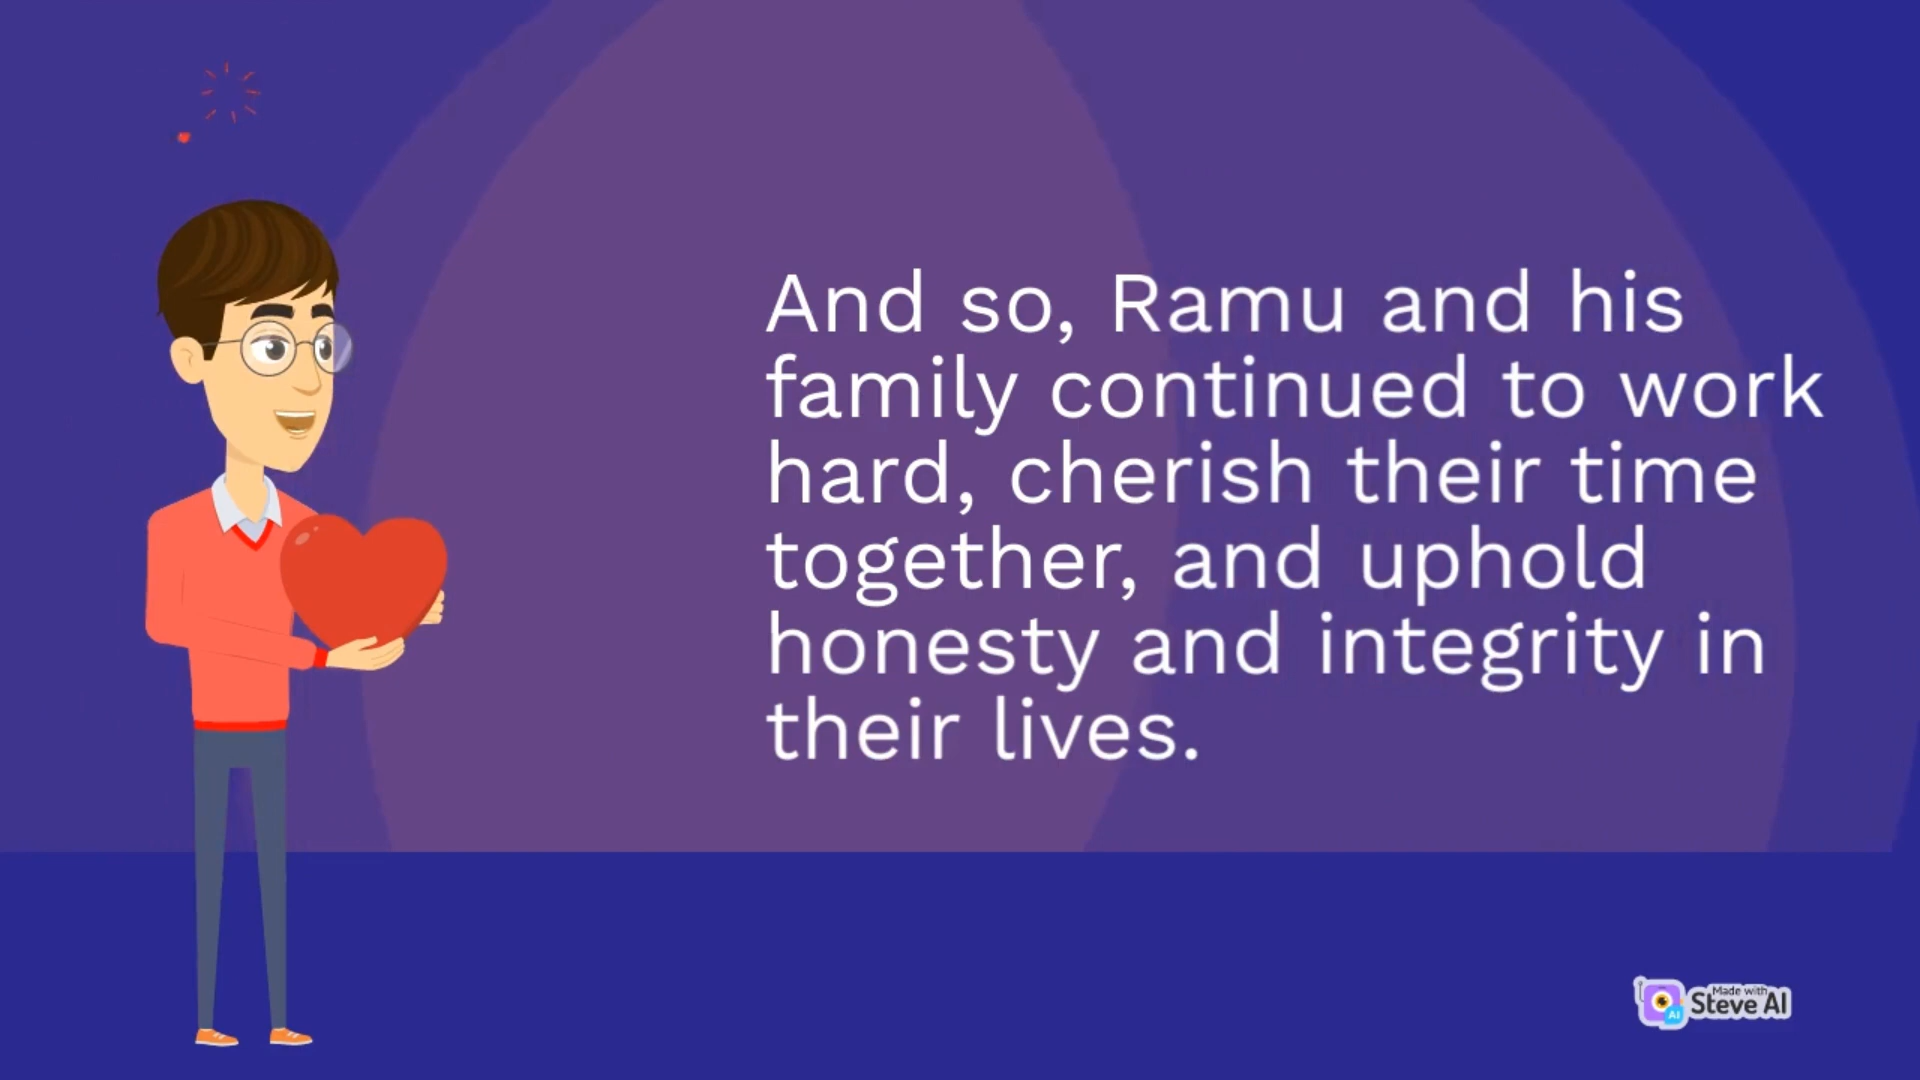 And so, Ramu and his
family continued to work
hard, cherish their time
together, and uphold
honesty and integrity in
their lives.
Made with
Steve AI
AI